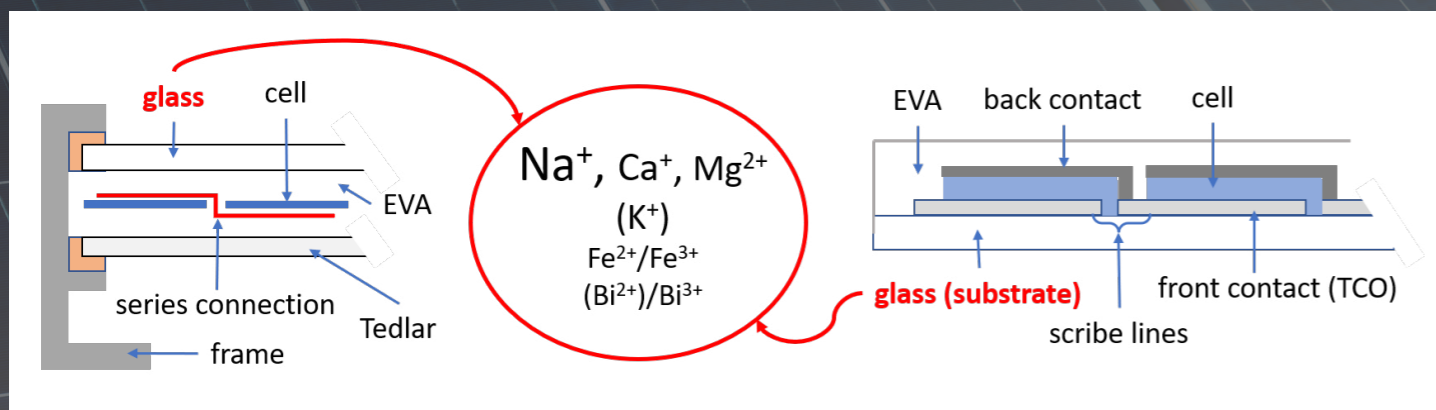 glass
cell
EVA
series connection
Tedlar
frame
Na⁺, Ca⁺, Mg²⁺
(K⁺)
Fe²⁺/Fe³⁺
(Bi²⁺)/Bi³⁺
EVA
back contact
cell
glass (substrate)
front contact (TCO)
scribe lines